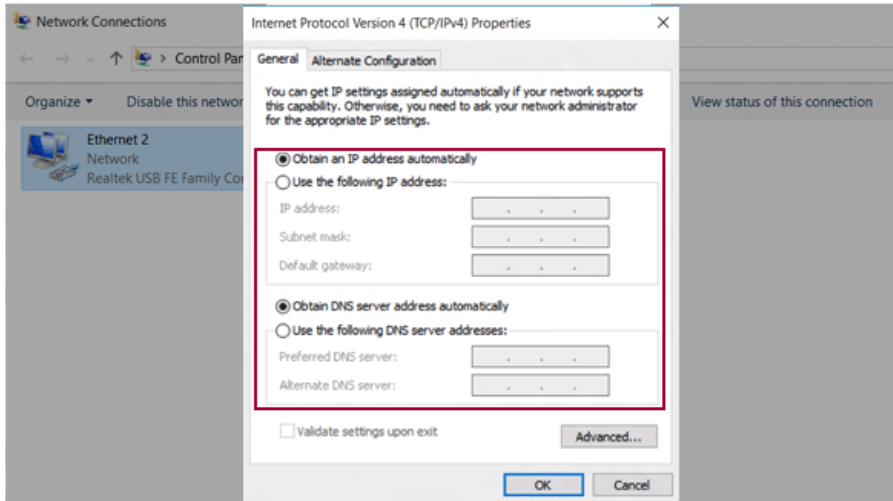 Network Connections
Control Par
Organize
Disable this networ
View status of this connection
Ethernet 2
Network
Realtek USB FE Family Co
Internet Protocol Version 4 (TCP/IPv4) Properties
General
Alternate Configuration
You can get IP settings assigned automatically if your network supports
this capability. Otherwise, you need to ask your network administrator
for the appropriate IP settings.
Obtain an IP address automatically
Use the following IP address:
IP address:
Subnet mask:
Default gateway:
Obtain DNS server address automatically
Use the following DNS server addresses:
Preferred DNS server:
Alternate DNS server:
Validate settings upon exit
Advanced...
OK
Cancel